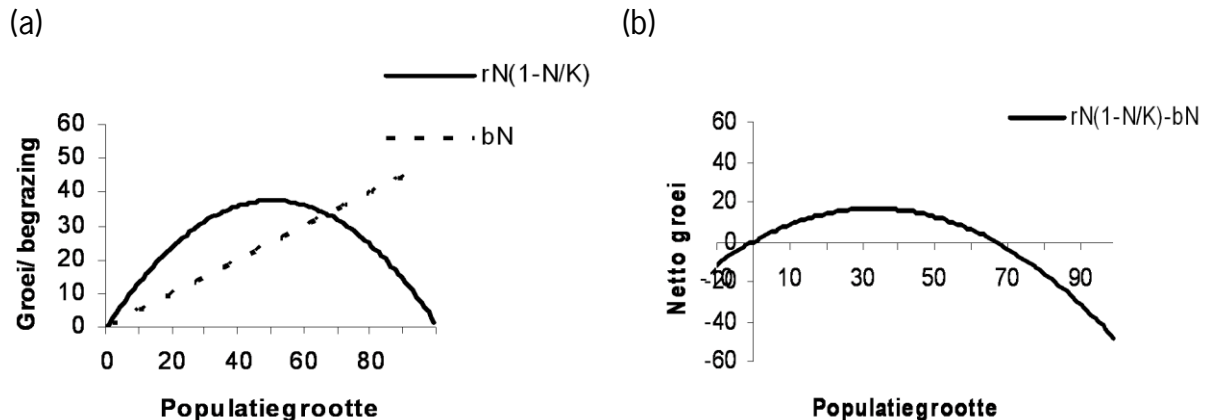 (a)
rN(1-N/K)
bN
Groei/ begrazing
60
50
40
30
20
10
0
0 20 40 60 80
Populatiegrootte
(b)
rN(1-N/K)-bN
Netto groei
60
40
20
0
-20
-40
-60
-10 10 30 50 70 90
Populatiegrootte